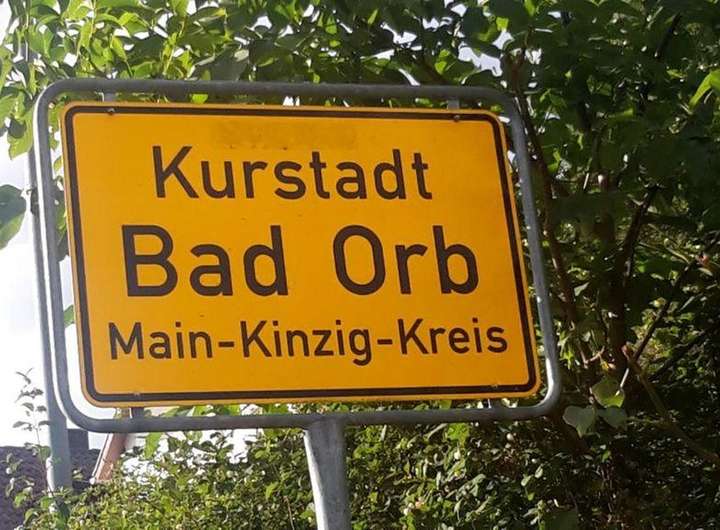 Kurstadt
Bad Orb
Main-Kinzig-Kreis